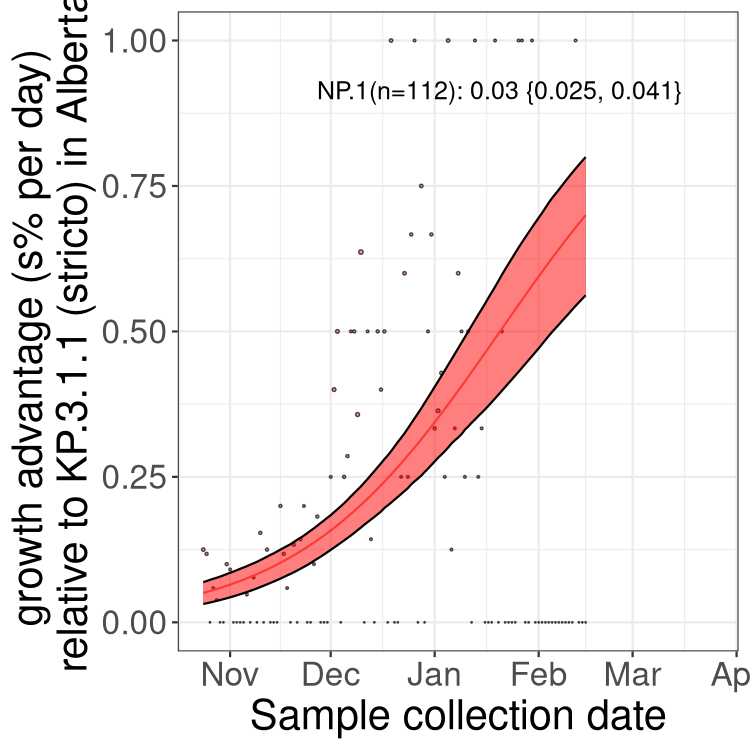 growth advantage (s% per day)
relative to KP.3.1.1 (stricto) in Alberta
1.00
0.75
0.50
0.25
0.00
NP.1(n=112): 0.03 {0.025, 0.041}
Nov Dec Jan Feb Mar Ap
Sample collection date